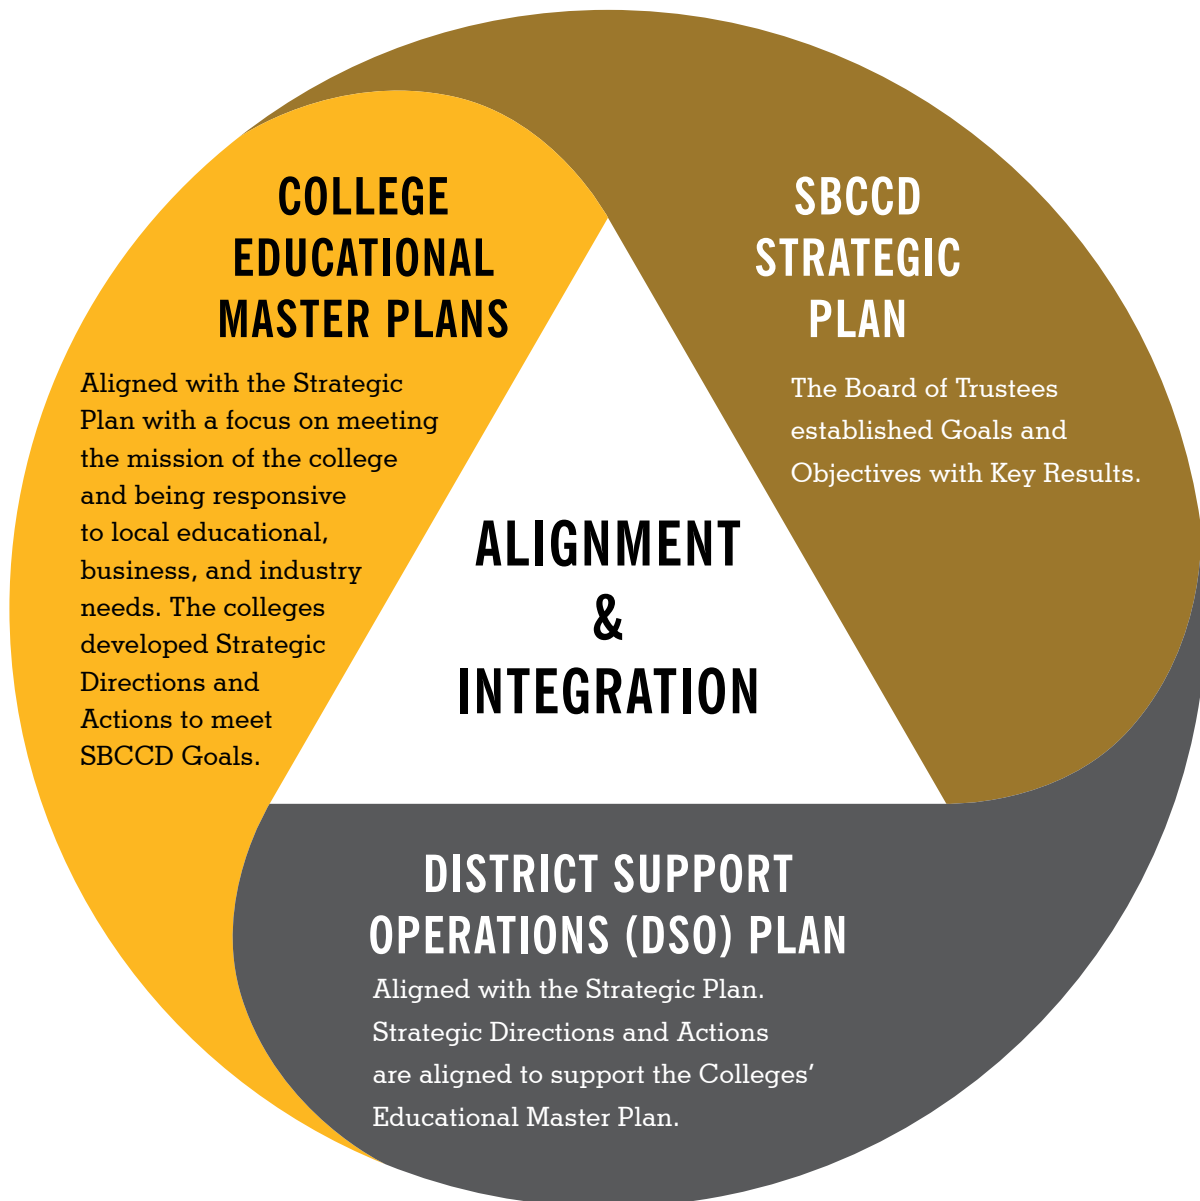 COLLEGE
EDUCATIONAL
MASTER PLANS
Aligned with the Strategic
Plan with a focus on meeting
the mission of the college
and being responsive
to local educational,
business, and industry
needs. The colleges
developed Strategic
Directions and
Actions to meet
SBCCD Goals.
SBCCD
STRATEGIC
PLAN
The Board of Trustees
established Goals and
Objectives with Key Results.
ALIGNMENT
&
INTEGRATION
DISTRICT SUPPORT
OPERATIONS (DSO) PLAN
Aligned with the Strategic Plan.
Strategic Directions and Actions
are aligned to support the Colleges’
Educational Master Plan.